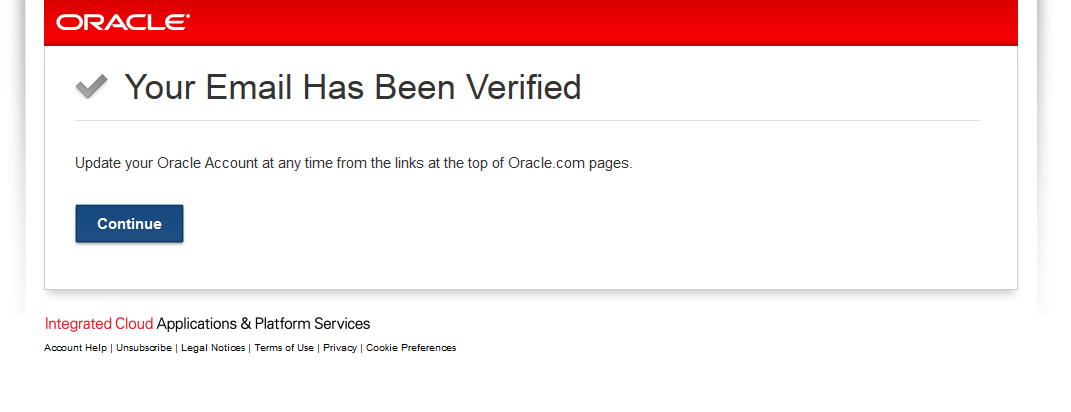 ORACLE
Your Email Has Been Verified
Update your Oracle Account at any time from the links at the top of Oracle.com pages.
Continue
Integrated Cloud Applications & Platform Services
Account Help | Unsubscribe | Legal Notices | Terms of Use | Privacy | Cookie Preferences